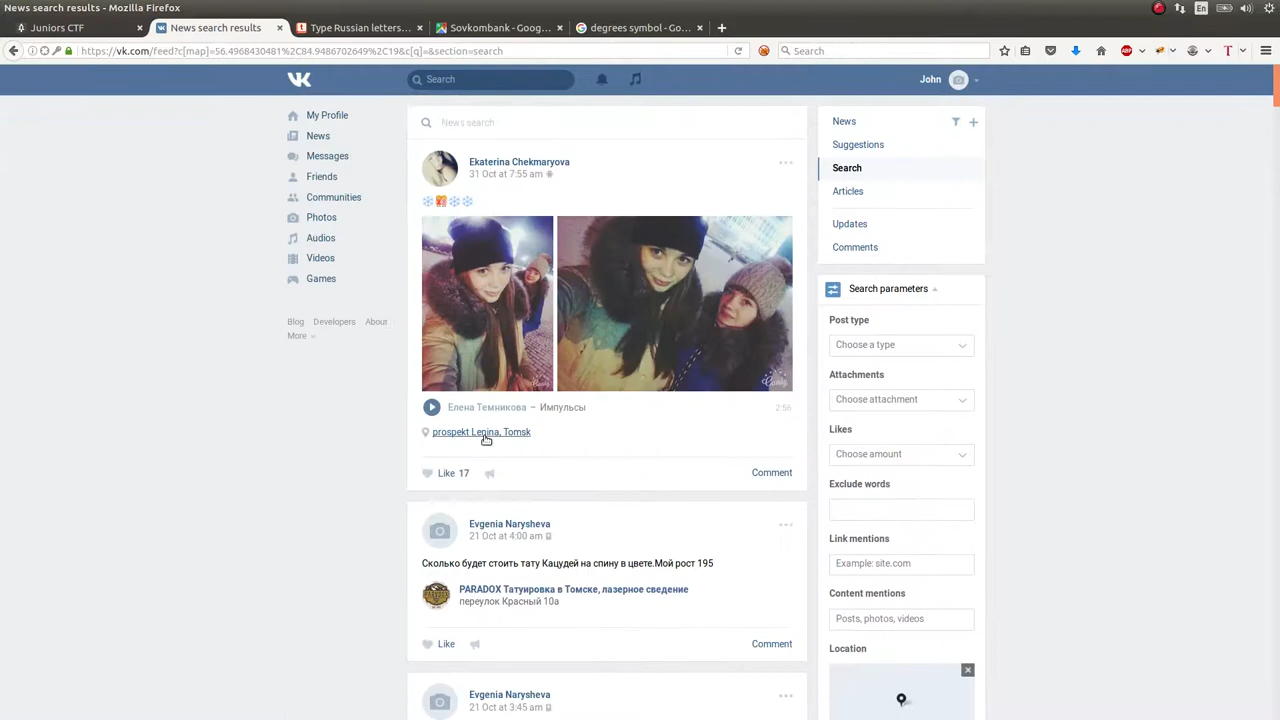 News search results - Mozilla Firefox
En
Juniors CTF
News search results
Type Russian letters...
Sovkombank - Goog...
degrees symbol - Go...
https://vk.com/feed?c[map]=56.4968430481%2C84.9486702649%2C19&c[q]=&section=search
Search
Search
John
My Profile
News
Messages
Friends
Communities
Photos
Audios
Videos
Games
Blog Developers About
More
News search
Ekaterina Chekmaryova
31 Oct at 7:55 am
Candy
Candy
Елена Темникова – Импульсы
2:56
prospekt Lenina, Tomsk
Like 17
Comment
Evgenia Narysheva
21 Oct at 4:00 am
Сколько будет стоить тату Кацудей на спину в цвете.Мой рост 195
PARADOX Татуировка в Томске, лазерное сведение
переулок Красный 10а
Like
Comment
Evgenia Narysheva
21 Oct at 3:45 am
News
Suggestions
Search
Articles
Updates
Comments
Search parameters
Post type
Choose a type
Attachments
Choose attachment
Likes
Choose amount
Exclude words
Link mentions
Example: site.com
Content mentions
Posts, photos, videos
Location